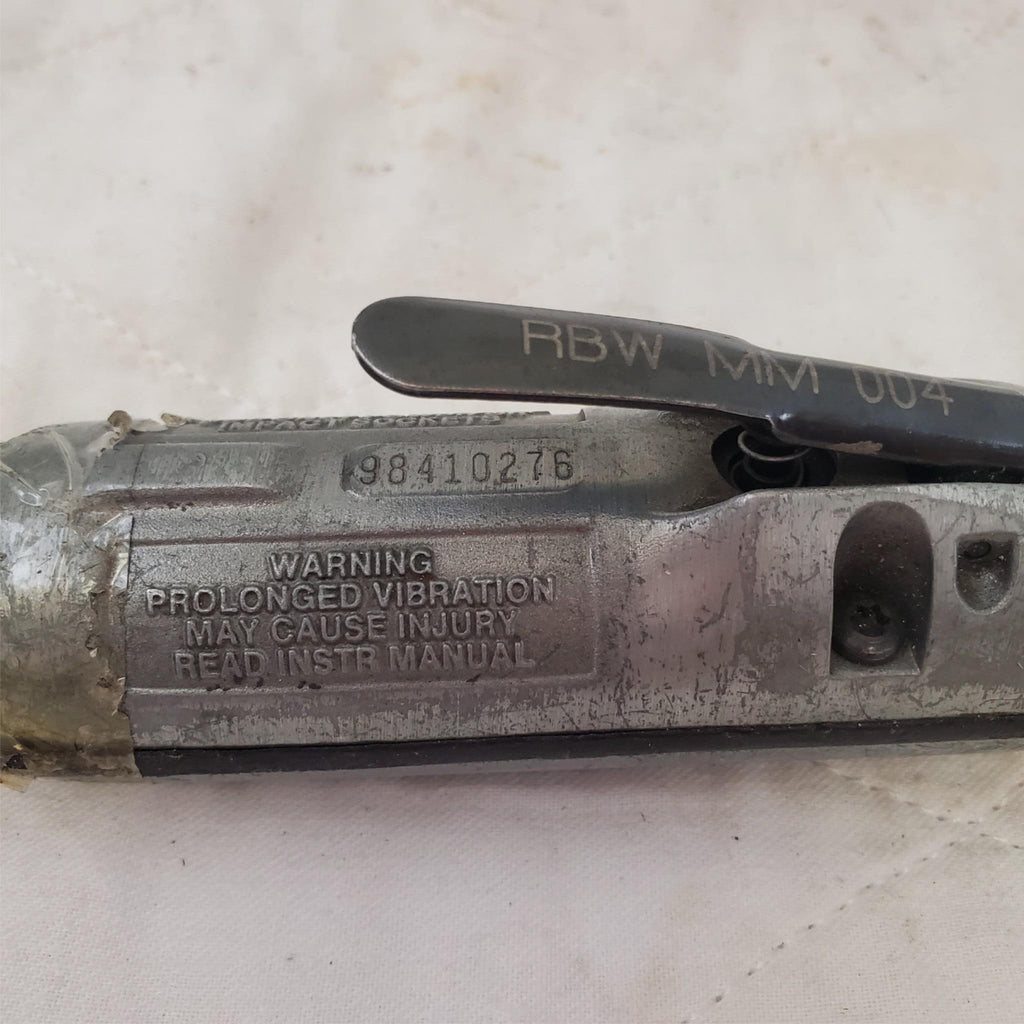 RBW MM 004
98410276
WARNING
PROLONGED VIBRATION
MAY CAUSE INJURY
READ INSTR MANUAL